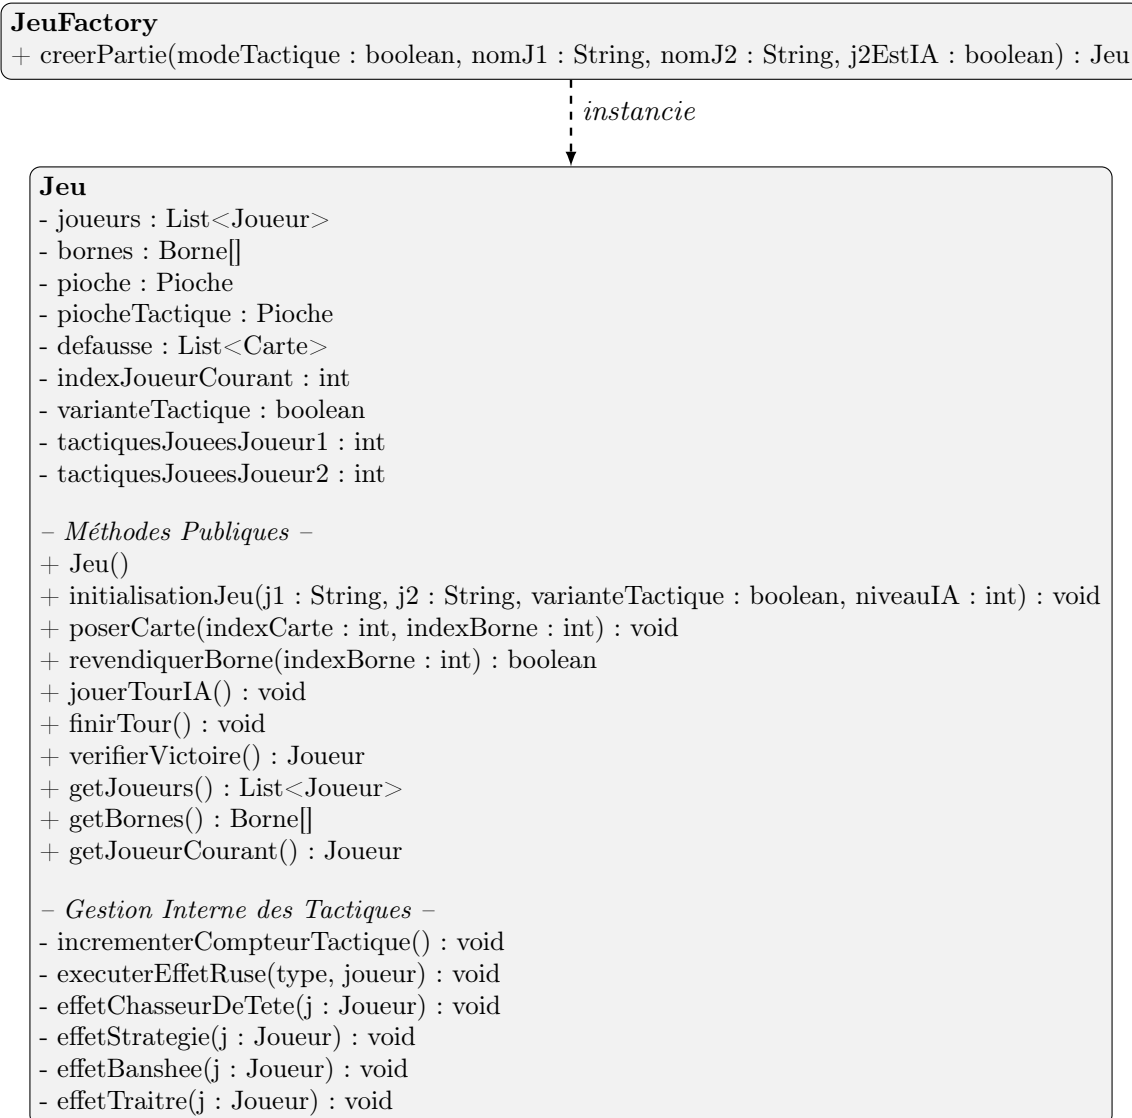 JeuFactory
+ creerPartie(modeTactique : boolean, nomJ1 : String, nomJ2 : String, j2EstIA : boolean) : Jeu
instancie
Jeu
- joueurs : List<Joueur>
- bornes : Borne[]
- pioche : Pioche
- piocheTactique : Pioche
- defausse : List<Carte>
- indexJoueurCourant : int
- varianteTactique : boolean
- tactiquesJoueesJoueur1 : int
- tactiquesJoueesJoueur2 : int
– Méthodes Publiques –
+ Jeu()
+ initialisationJeu(j1 : String, j2 : String, varianteTactique : boolean, niveauIA : int) : void
+ poserCarte(indexCarte : int, indexBorne : int) : void
+ revendiquerBorne(indexBorne : int) : boolean
+ jouerTourIA() : void
+ finirTour() : void
+ verifierVictoire() : Joueur
+ getJoueurs() : List<Joueur>
+ getBornes() : Borne[]
+ getJoueurCourant() : Joueur
– Gestion Interne des Tactiques –
- incrementerCompteurTactique() : void
- executerEffetRuse(type, joueur) : void
- effetChasseurDeTete(j : Joueur) : void
- effetStrategie(j : Joueur) : void
- effetBanshee(j : Joueur) : void
- effetTraitre(j : Joueur) : void